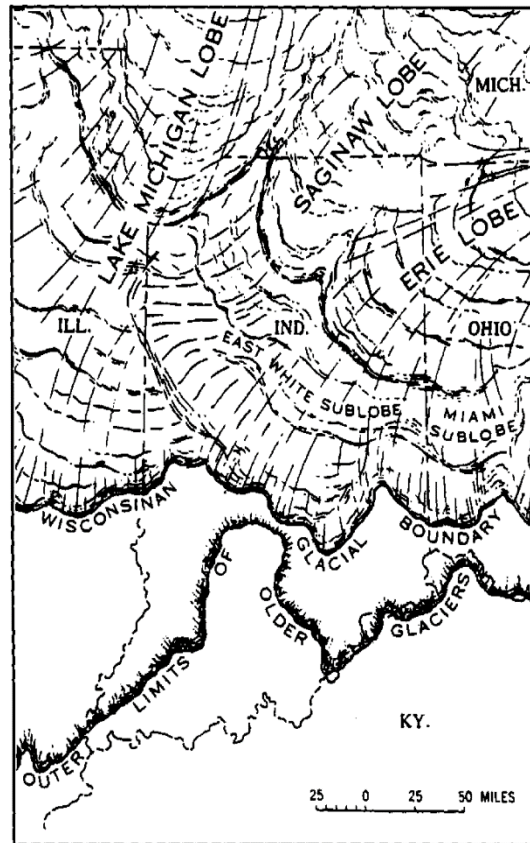 LAKE MICHIGAN LOBE
SAGINAW LOBE
MICH.
ERIE LOBE
ILL.
IND.
OHIO
EAST WHITE SUBLOBE
MIAMI
SUBLOBE
WISCONSINAN GLACIAL BOUNDARY
OUTER LIMITS OF OLDER GLACIERS
KY.
25 0 25 50 MILES